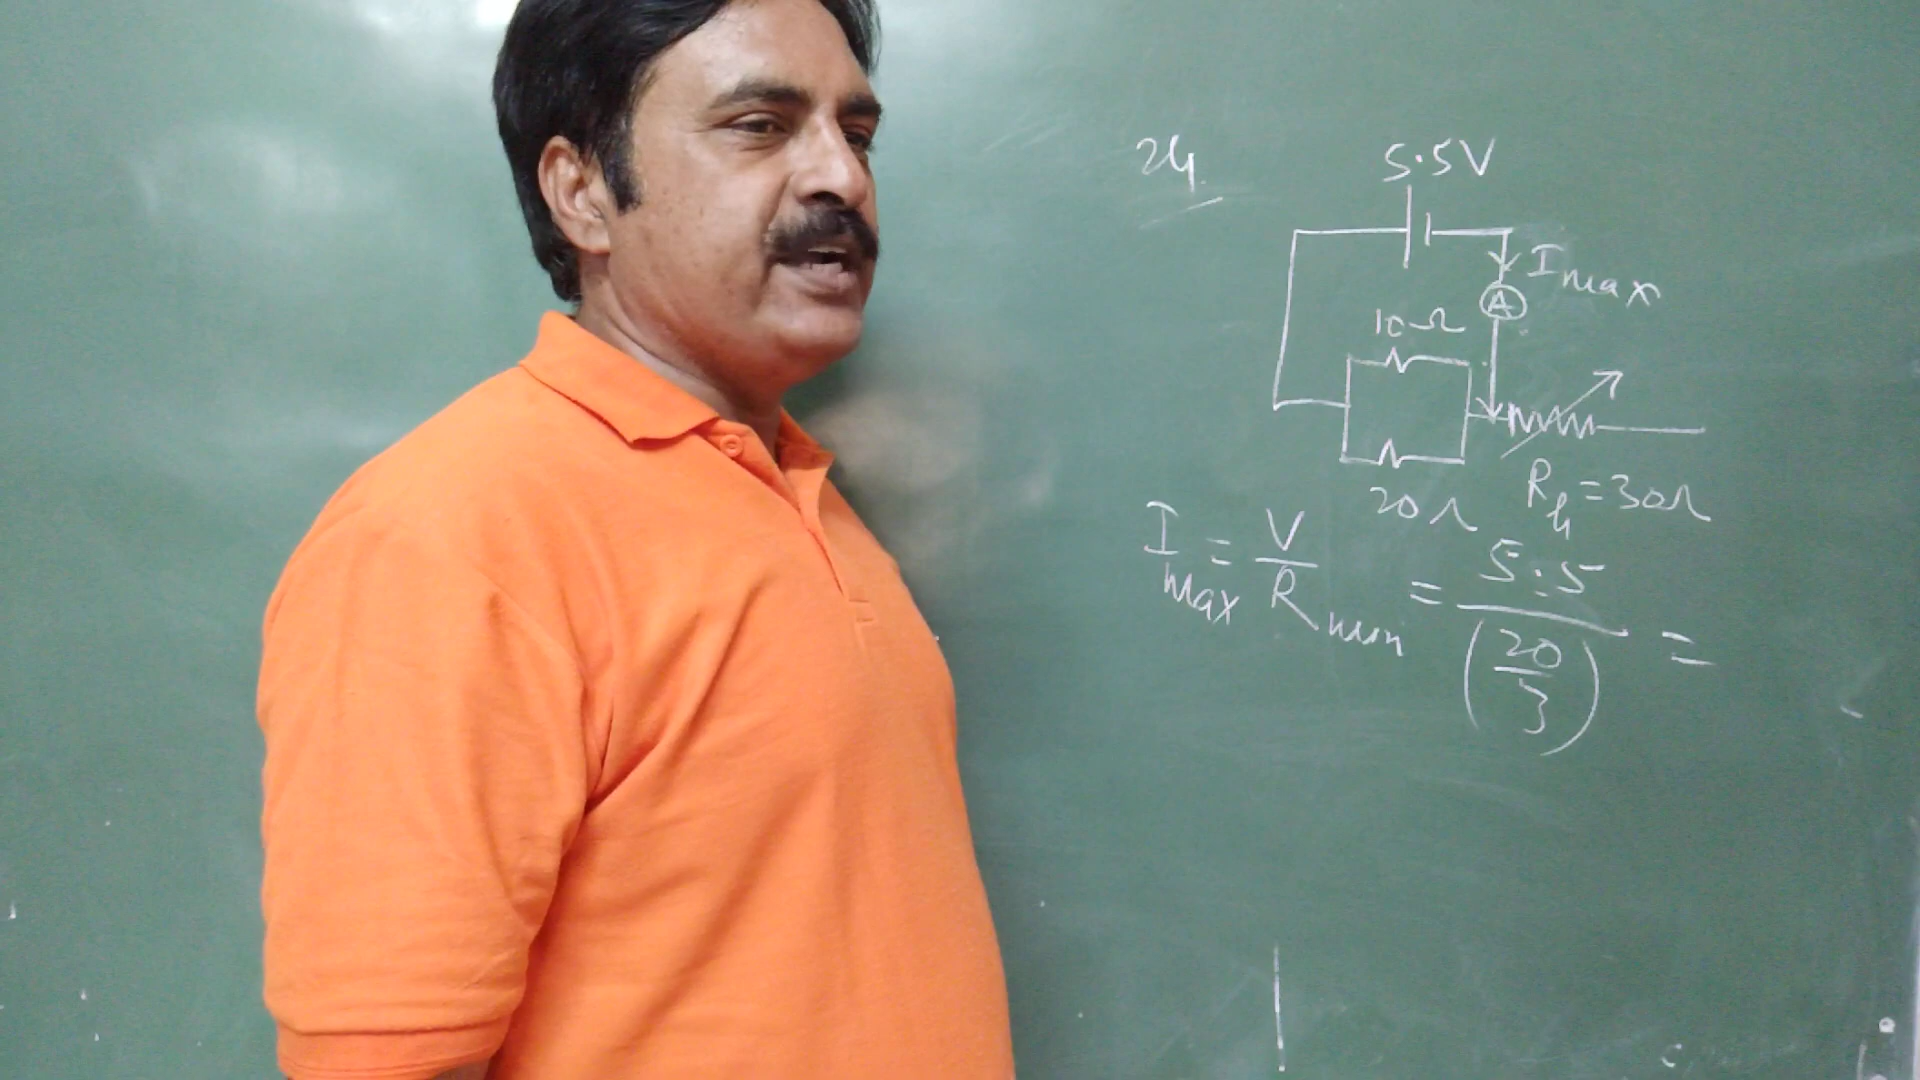 24.
5.5V
Imax
A
10Ω
20Ω
Rh = 30Ω
Imax = V/Rmin = 5.5/(20/3) =